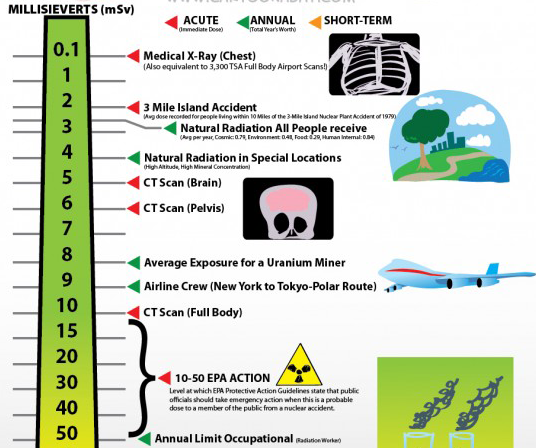 MILLISIEVERTS (mSv)
ACUTE
(Immediate Dose)
ANNUAL
(Total Year's Worth)
SHORT-TERM
0.1
Medical X-Ray (Chest)
(Also equivalent to 3,300 TSA Full Body Airport Scans!)
1
2
3 Mile Island Accident
(Avg dose recorded for people living within 10 Miles of the 3-Mile Island Nuclear Plant Accident of 1979)
3
Natural Radiation All People receive
(Avg per year, Cosmic: 0.79, Environment: 0.48, Food: 0.29, Human Internal: 0.84)
4
Natural Radiation in Special Locations
(High Altitude, High Mineral Concentration)
5
CT Scan (Brain)
6
CT Scan (Pelvis)
7
8
Average Exposure for a Uranium Miner
9
Airline Crew (New York to Tokyo-Polar Route)
10
CT Scan (Full Body)
15
20
30
40
50
10-50 EPA ACTION
Level at which EPA Protective Action Guidelines state that public
officials should take emergency action when this is a probable
dose to a member of the public from a nuclear accident.
Annual Limit Occupational (Radiation Worker)